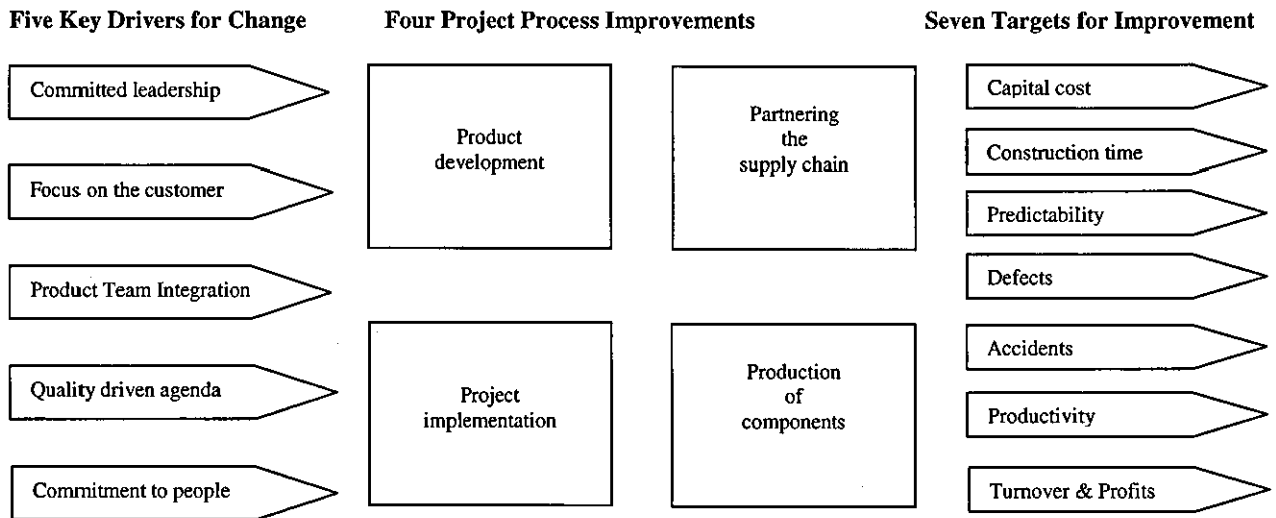 Five Key Drivers for Change
Four Project Process Improvements
Seven Targets for Improvement
Committed leadership
Focus on the customer
Product Team Integration
Quality driven agenda
Commitment to people
Product
development
Partnering
the
supply chain
Project
implementation
Production
of
components
Capital cost
Construction time
Predictability
Defects
Accidents
Productivity
Turnover & Profits